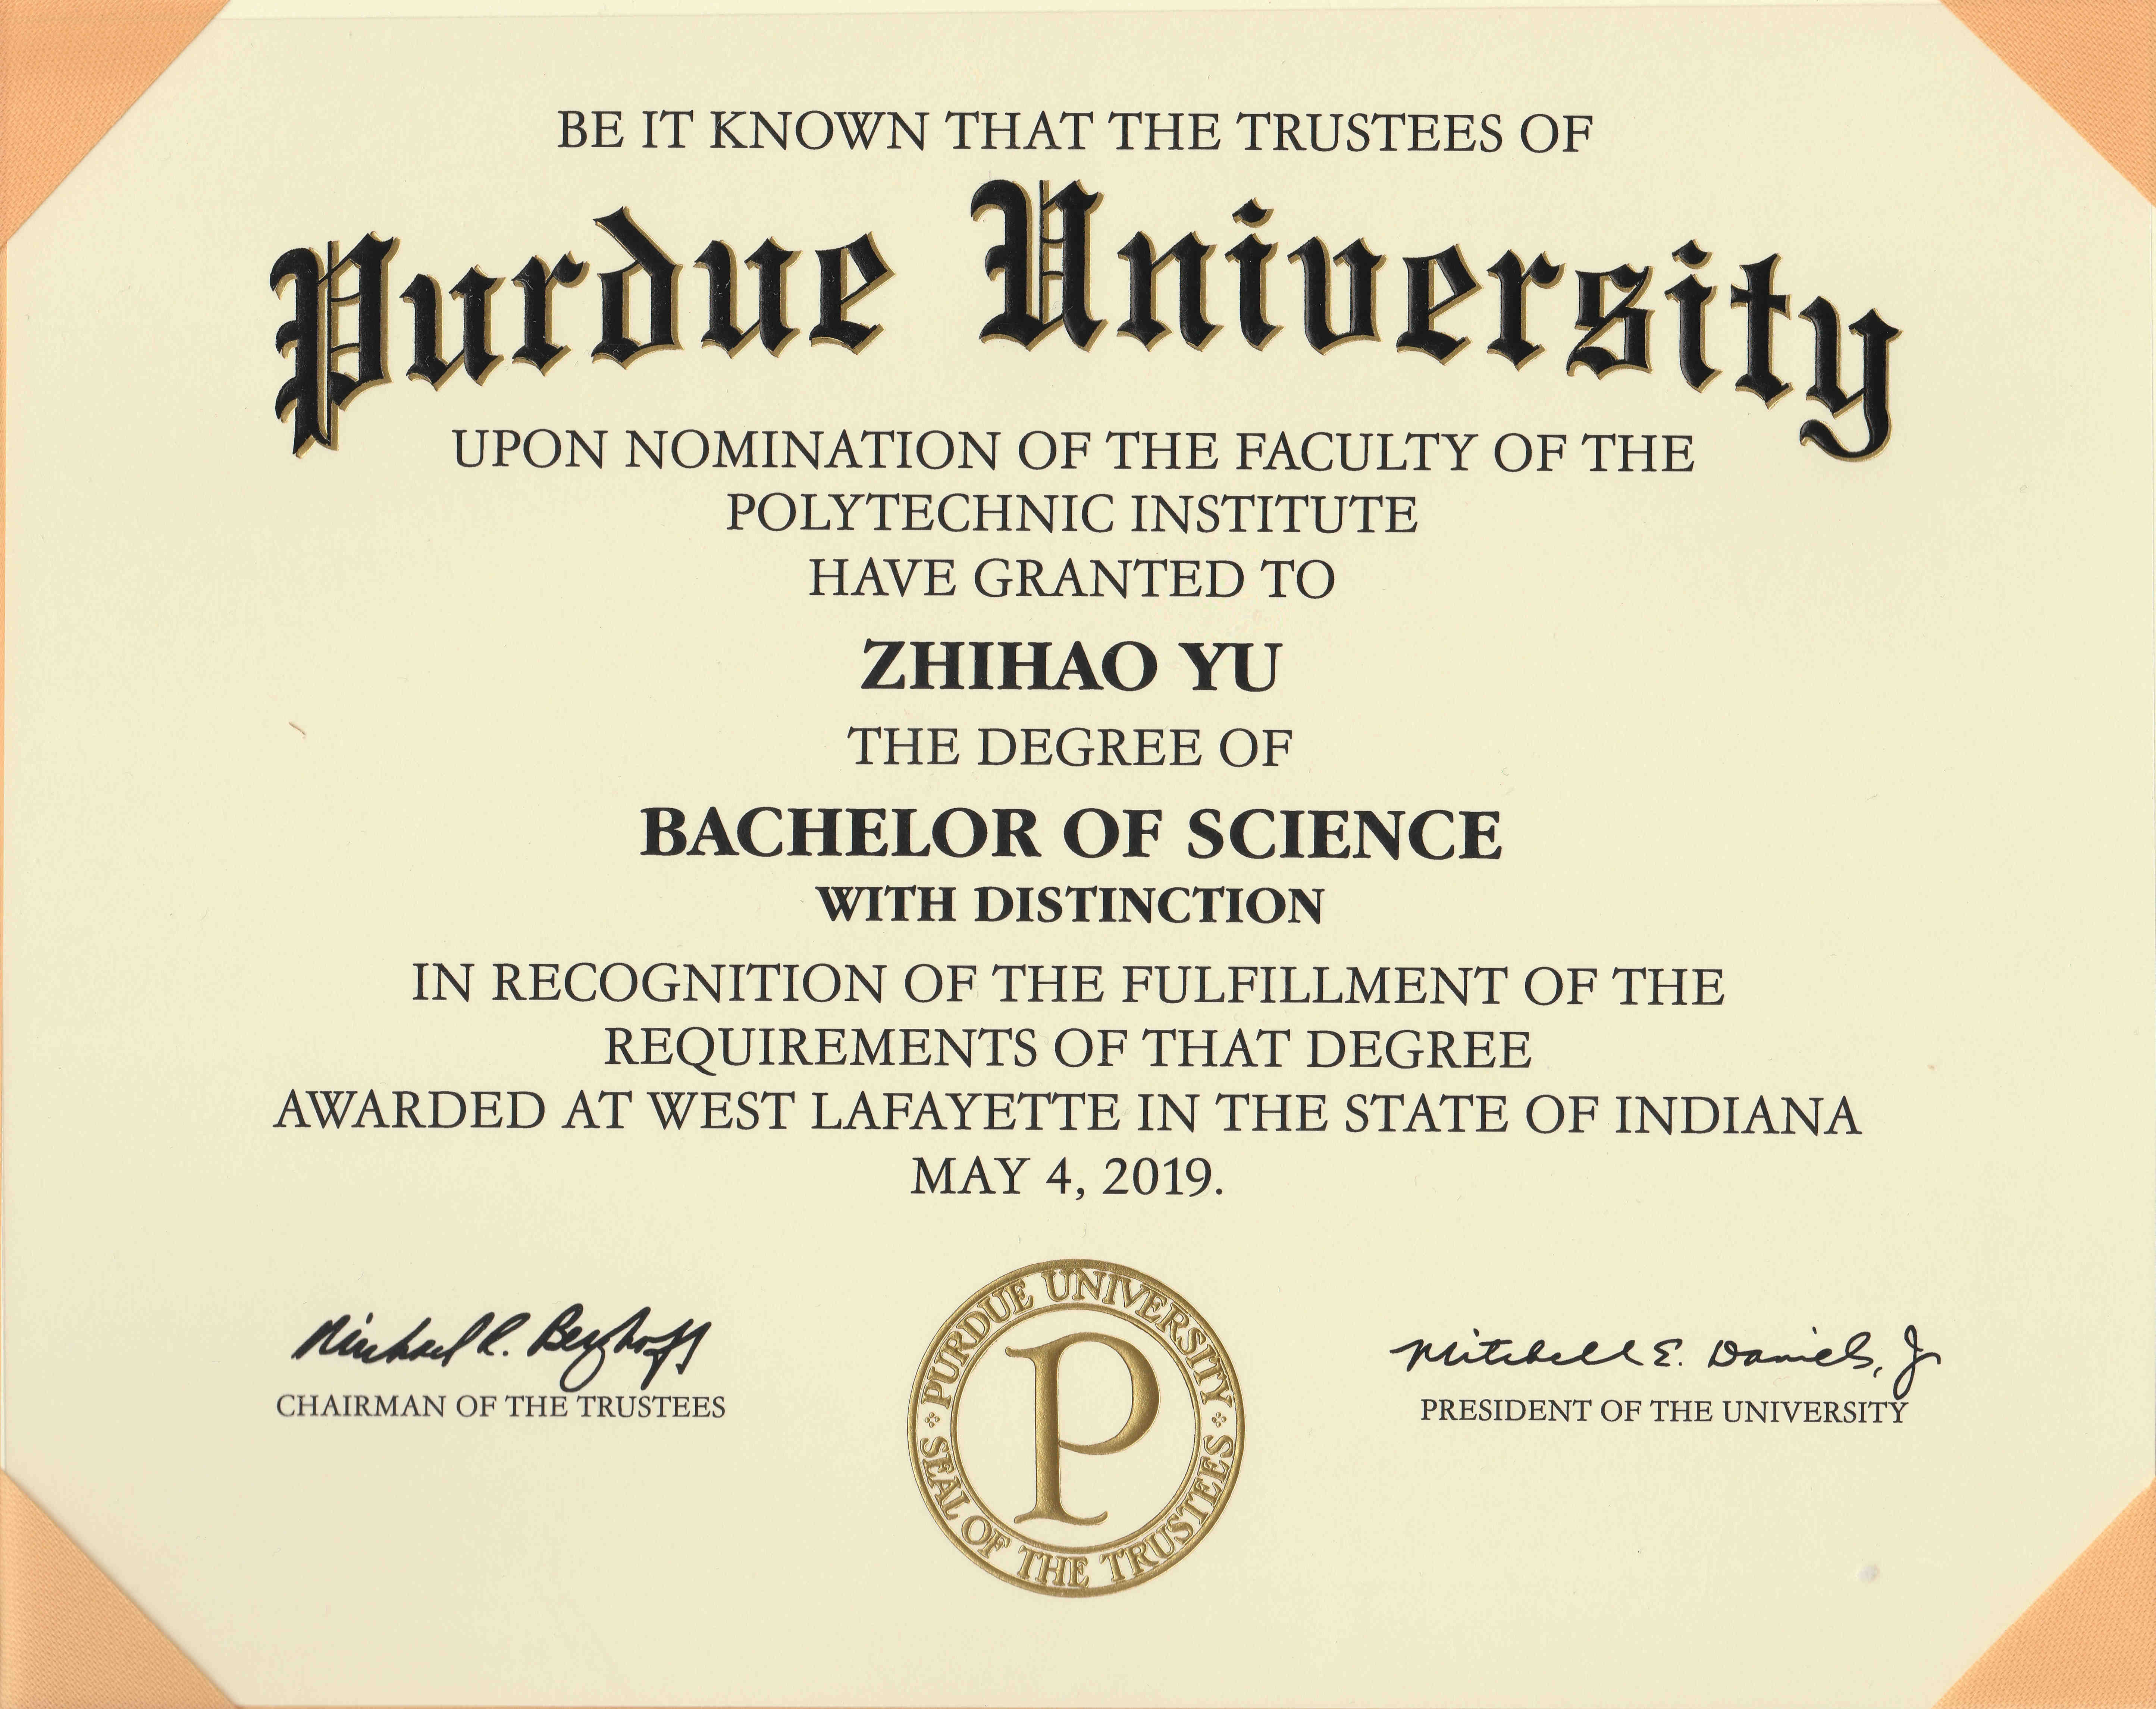 BE IT KNOWN THAT THE TRUSTEES OF
Purdue University
UPON NOMINATION OF THE FACULTY OF THE
POLYTECHNIC INSTITUTE
HAVE GRANTED TO
ZHIHAO YU
THE DEGREE OF
BACHELOR OF SCIENCE
WITH DISTINCTION
IN RECOGNITION OF THE FULFILLMENT OF THE
REQUIREMENTS OF THAT DEGREE
AWARDED AT WEST LAFAYETTE IN THE STATE OF INDIANA
MAY 4, 2019.
Michael R. Berghoff
CHAIRMAN OF THE TRUSTEES
PURDUE UNIVERSITY
P
SEAL OF THE TRUSTEES
Mitchell E. Daniels, Jr
PRESIDENT OF THE UNIVERSITY